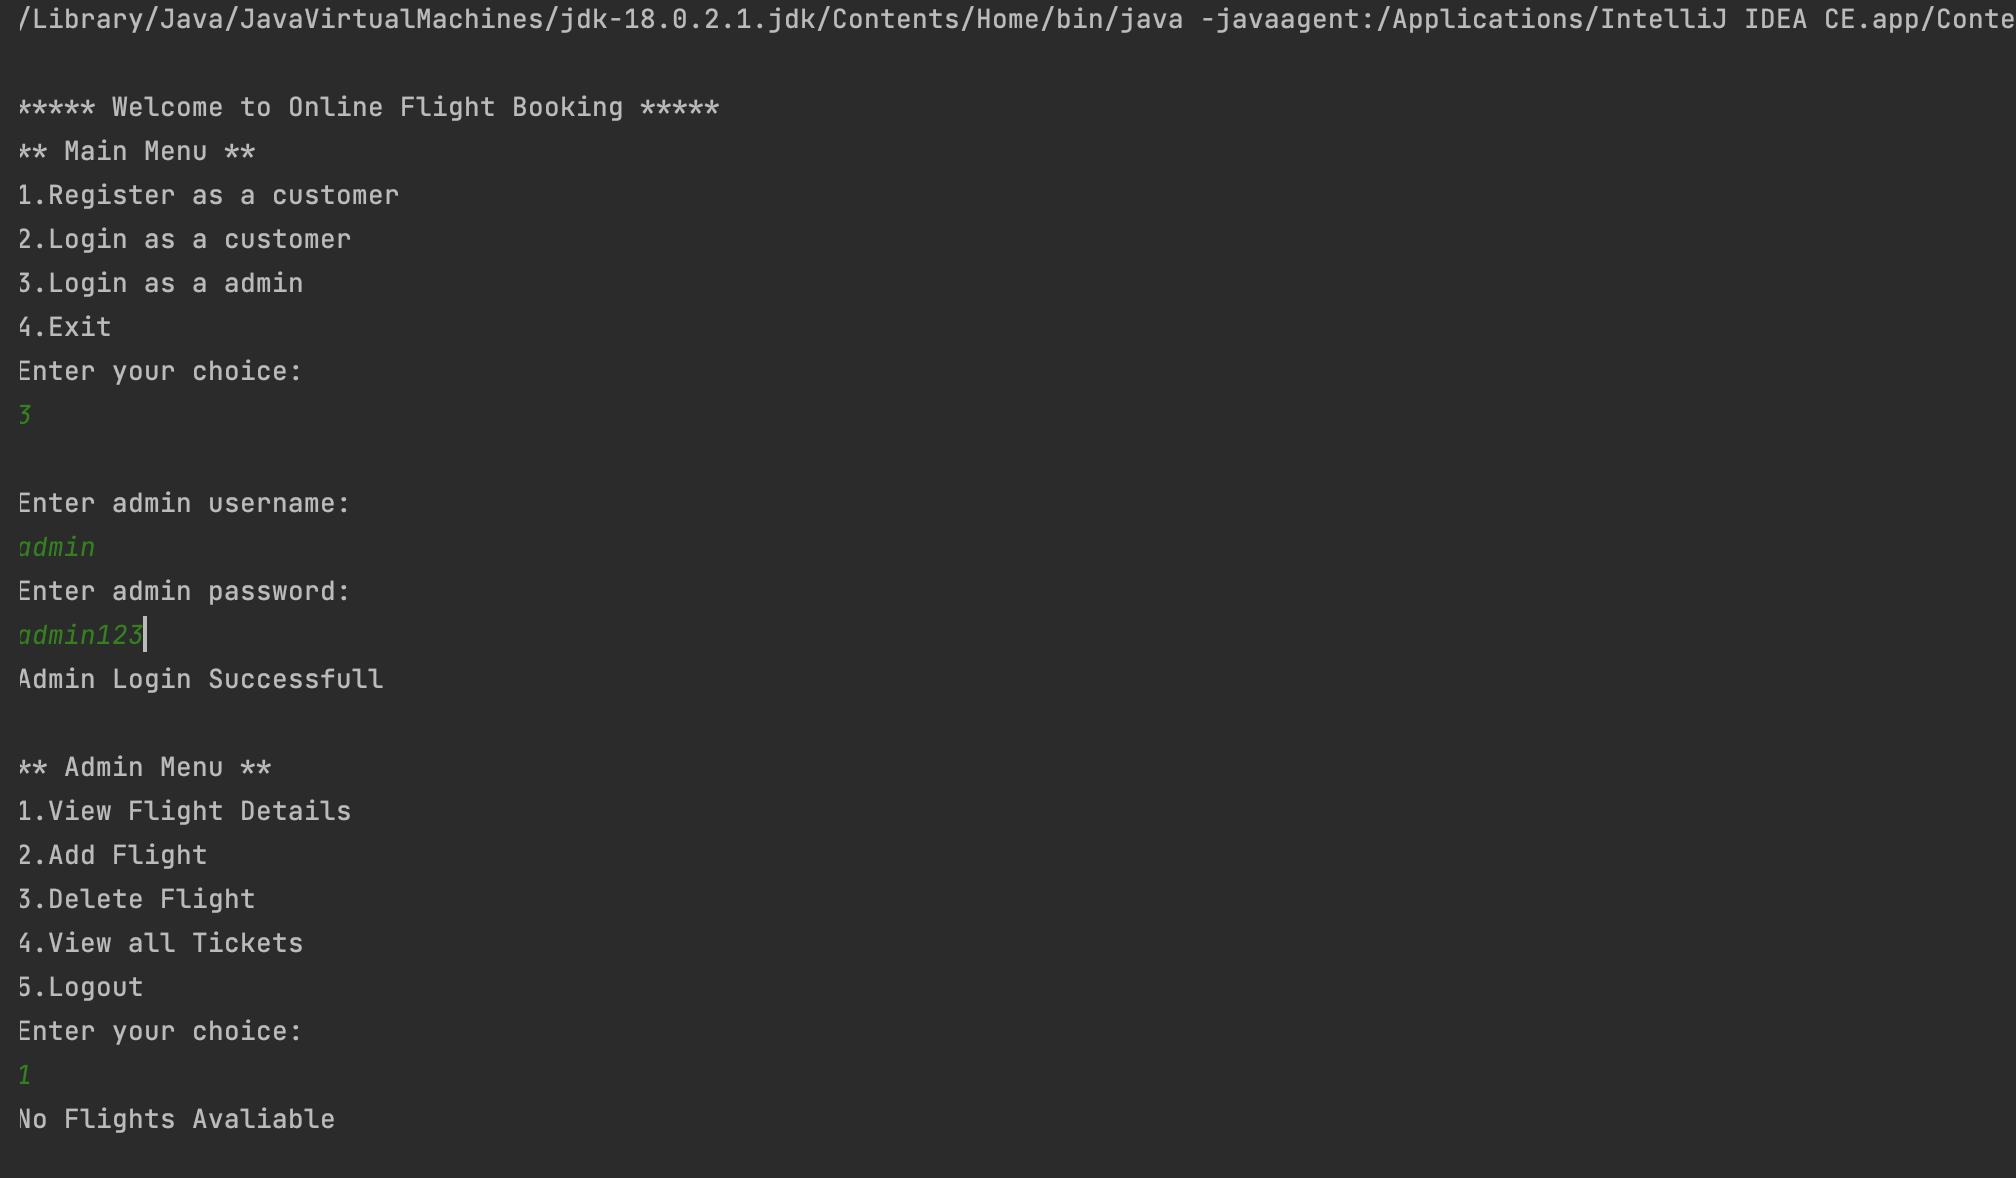 /Library/Java/JavaVirtualMachines/jdk-18.0.2.1.jdk/Contents/Home/bin/java -javaagent:/Applications/IntelliJ IDEA CE.app/Conte
***** Welcome to Online Flight Booking *****
** Main Menu **
1.Register as a customer
2.Login as a customer
3.Login as a admin
4.Exit
Enter your choice:
3
Enter admin username:
admin
Enter admin password:
admin123
Admin Login Successfull
** Admin Menu **
1.View Flight Details
2.Add Flight
3.Delete Flight
4.View all Tickets
5.Logout
Enter your choice:
1
No Flights Avaliable